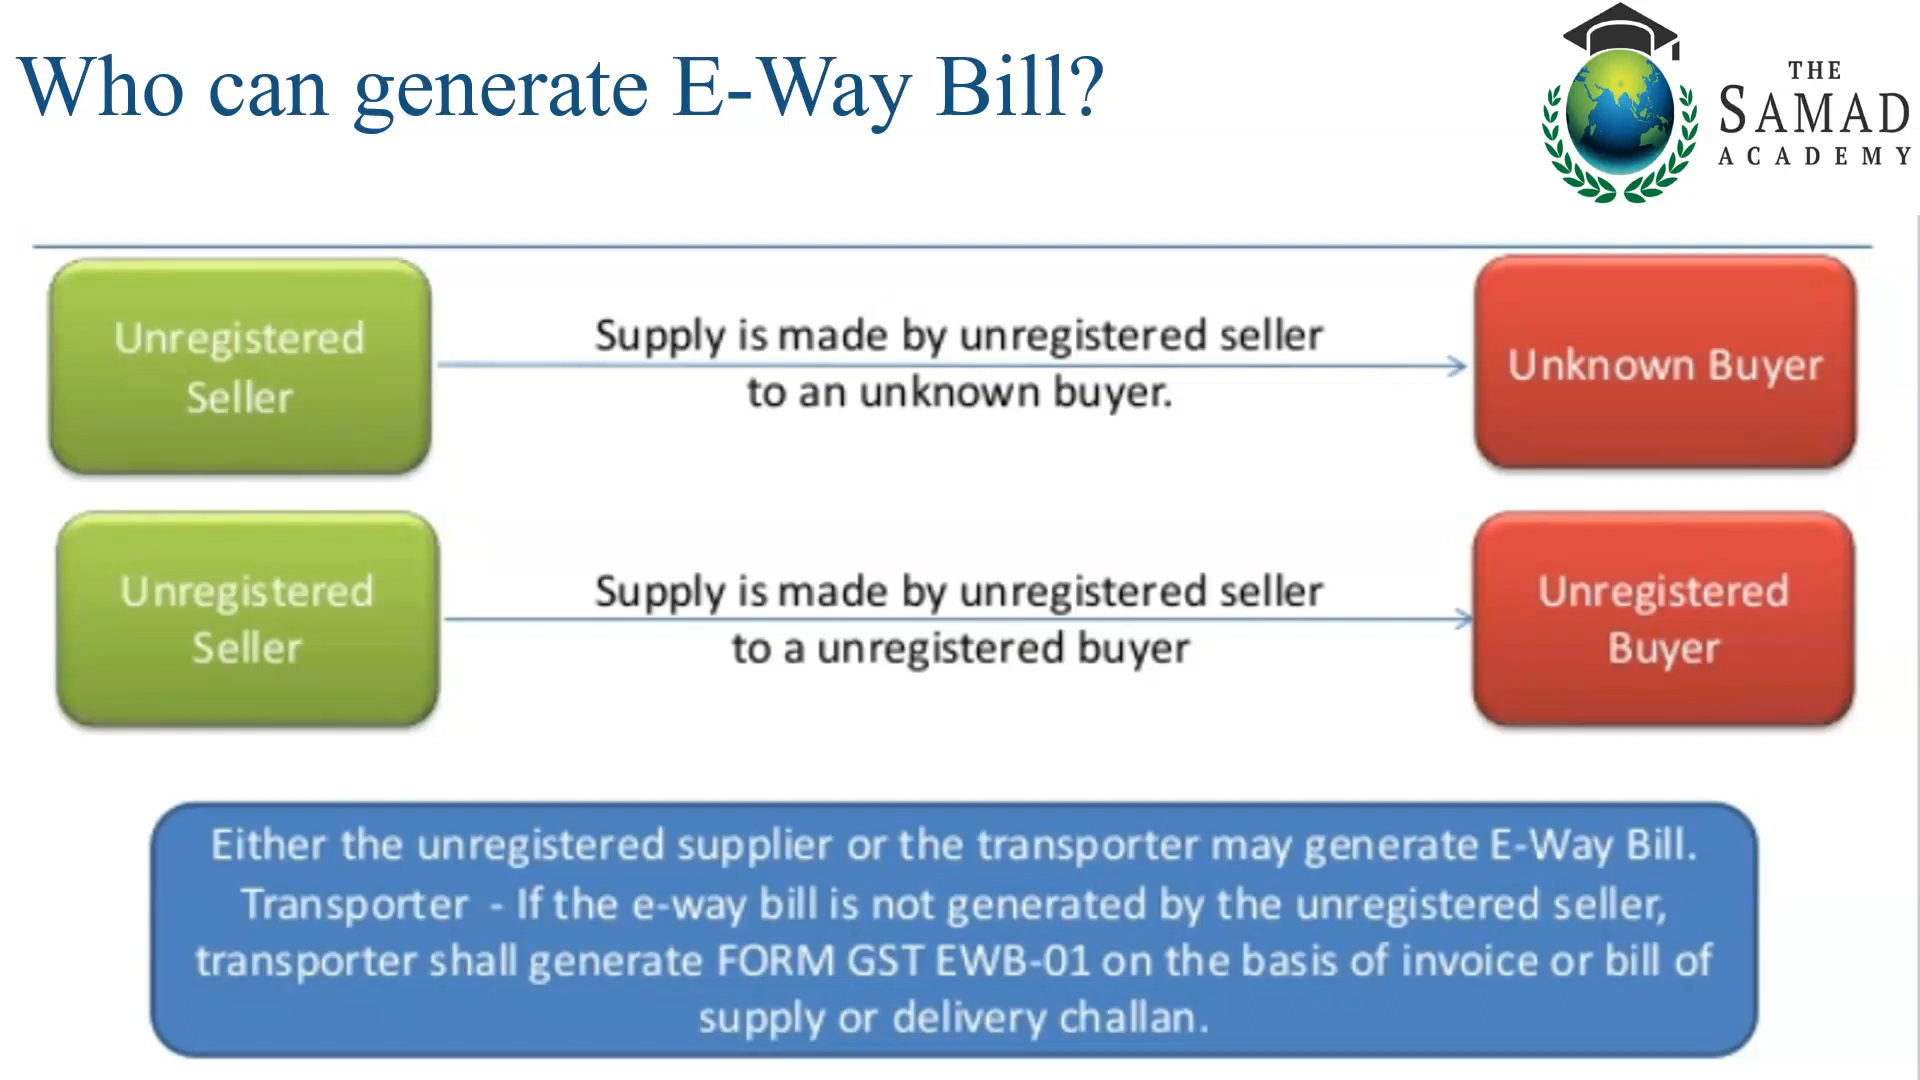 Who can generate E-Way Bill?
THE
SAMAD
ACADEMY
Unregistered
Seller
Supply is made by unregistered seller
to an unknown buyer.
Unknown Buyer
Unregistered
Seller
Supply is made by unregistered seller
to a unregistered buyer
Unregistered
Buyer
Either the unregistered supplier or the transporter may generate E-Way Bill.
Transporter - If the e-way bill is not generated by the unregistered seller,
transporter shall generate FORM GST EWB-01 on the basis of invoice or bill of
supply or delivery challan.